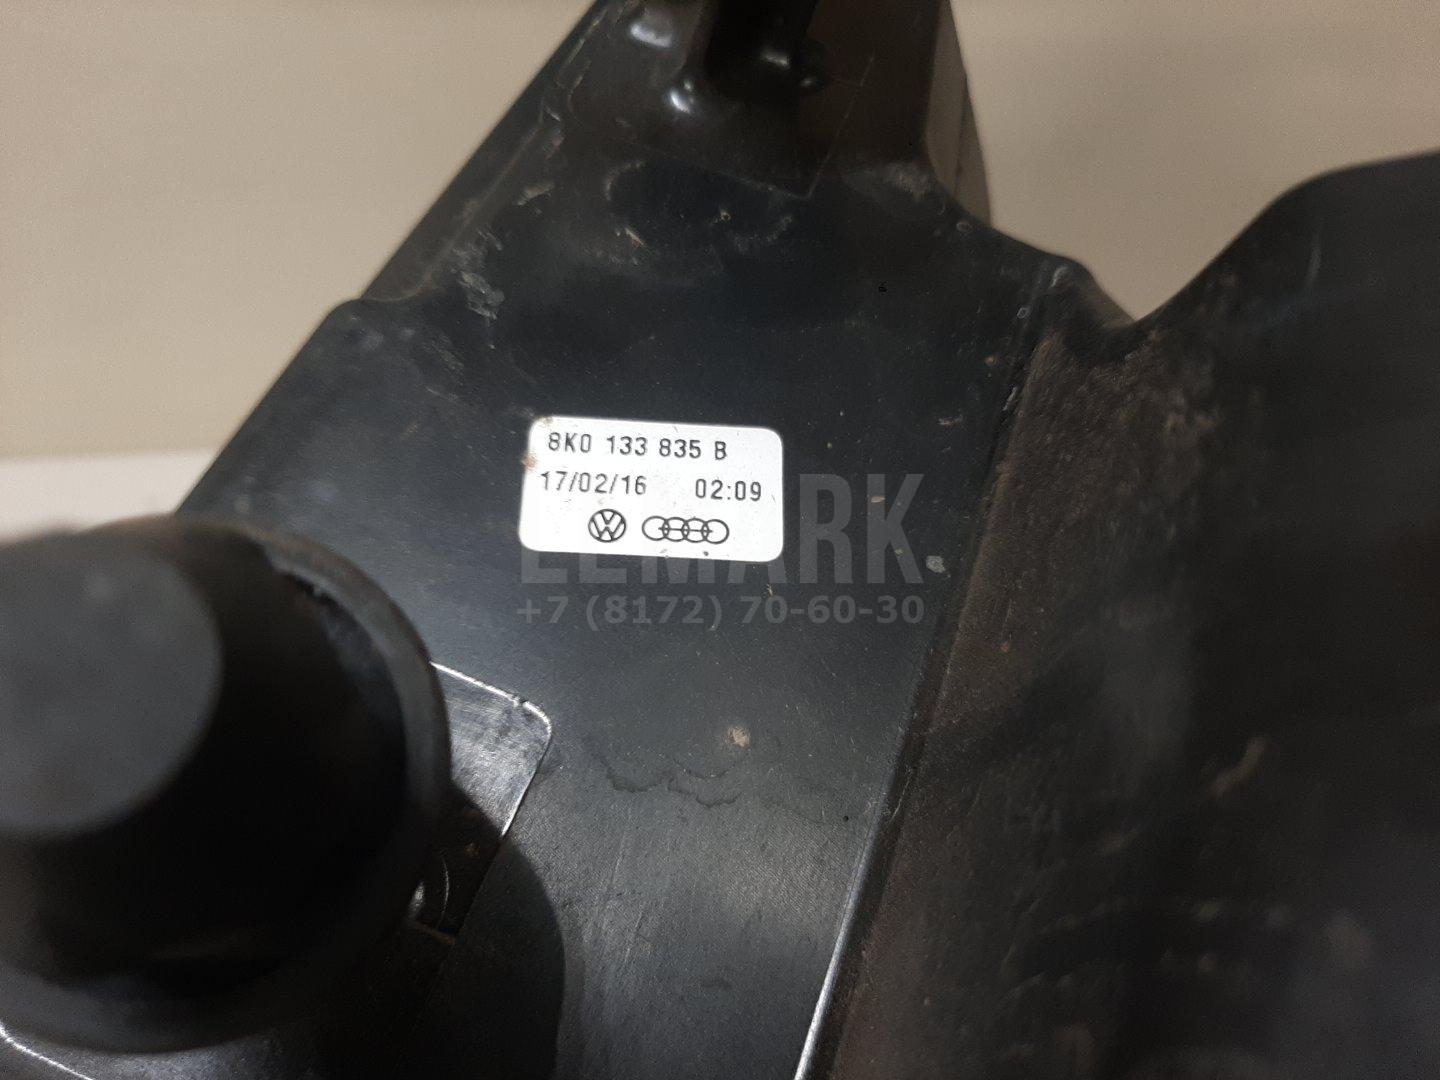 8K0 133 835 B
17/02/16 02:09
LEMARK
+7 (8172) 70-60-30